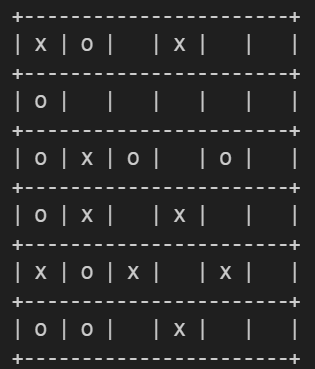 +-----------------------+
| x | o |   | x |   |   |
+-----------------------+
| o |   |   |   |   |   |
+-----------------------+
| o | x | o |   | o |   |
+-----------------------+
| o | x |   | x |   |   |
+-----------------------+
| x | o | x |   | x |   |
+-----------------------+
| o | o |   | x |   |   |
+-----------------------+